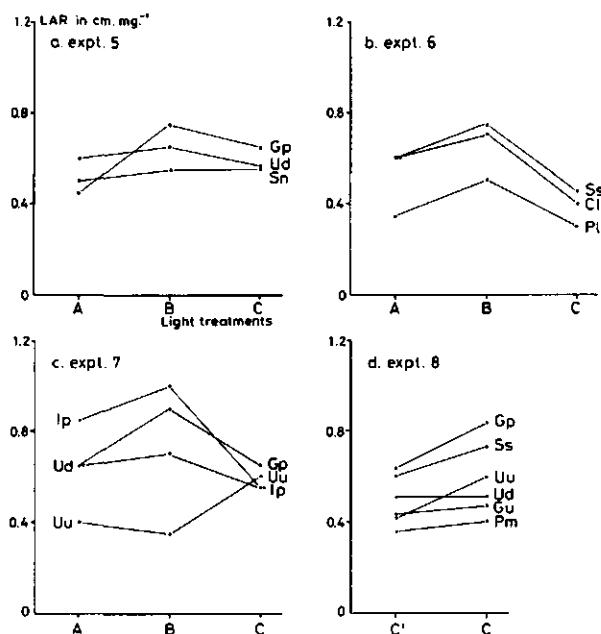 1.2
LAR in cm.mg.⁻¹
a. expt. 5
0.8
0.4
0
Gp
Ud
Sn
A B C
Light treatments
1.2
b. expt. 6
0.8
0.4
0
Ss
Cl
Pi
A B C
1.2
c. expt. 7
0.8
0.4
0
Ip
Ud
Uu
Gp
Uu
Ip
A B C
1.2
d. expt. 8
0.8
0.4
0
Gp
Ss
Uu
Ud
Gu
Pm
C' C